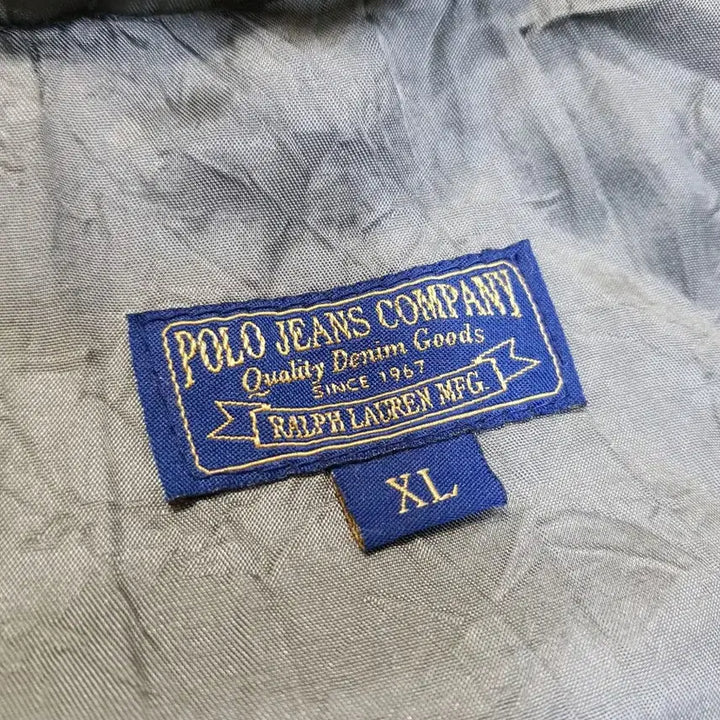 POLO JEANS COMPANY
Quality Denim Goods
SINCE 1967
RALPH LAUREN MFG.
XL